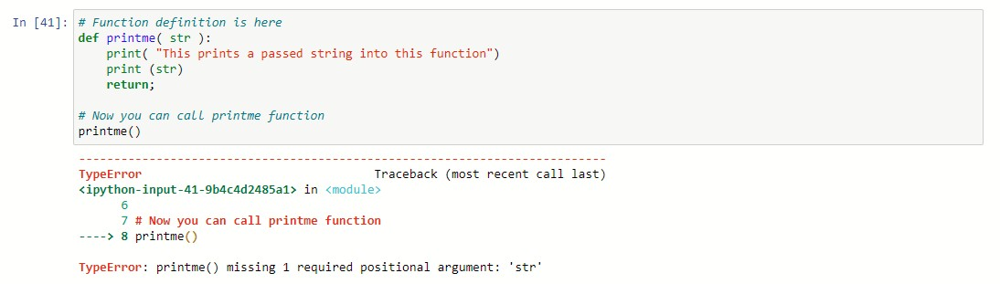 In [41]: # Function definition is here
def printme( str ):
    print( "This prints a passed string into this function")
    print (str)
    return;
# Now you can call printme function
printme()
---------------------------------------------------------------------------
TypeError                                 Traceback (most recent call last)
<ipython-input-41-9b4c4d2485a1> in <module>
      6
      7 # Now you can call printme function
----> 8 printme()
TypeError: printme() missing 1 required positional argument: 'str'